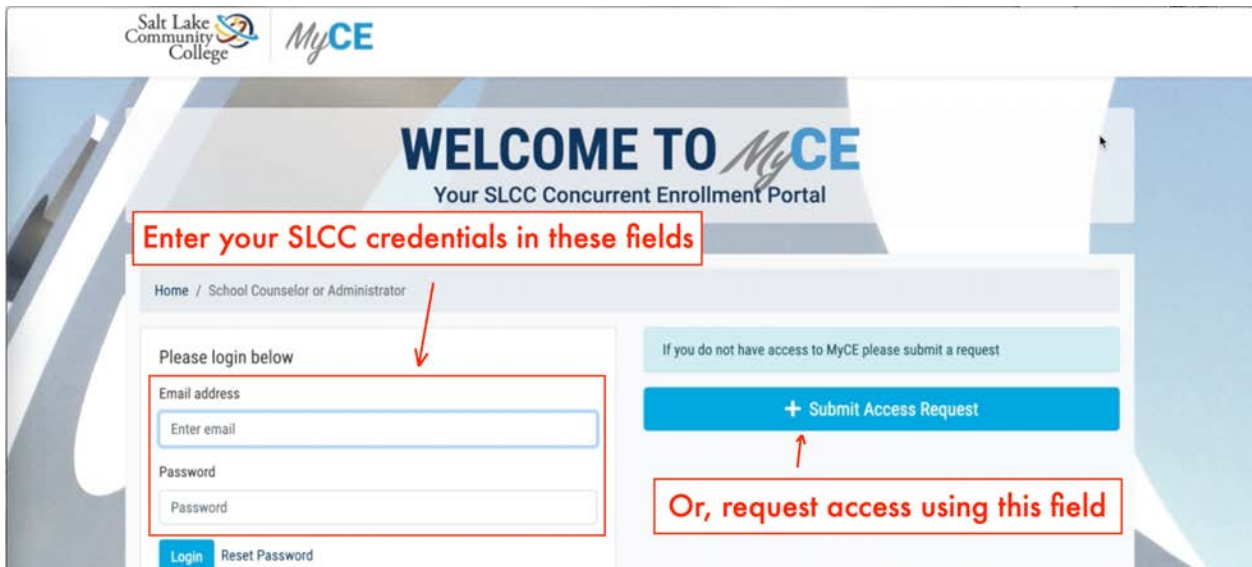 Salt Lake
Community
College
MyCE
WELCOME TO MyCE
Your SLCC Concurrent Enrollment Portal
Enter your SLCC credentials in these fields
Home / School Counselor or Administrator
Please login below
Email address
Enter email
Password
Password
Login Reset Password
If you do not have access to MyCE please submit a request
+ Submit Access Request
Or, request access using this field